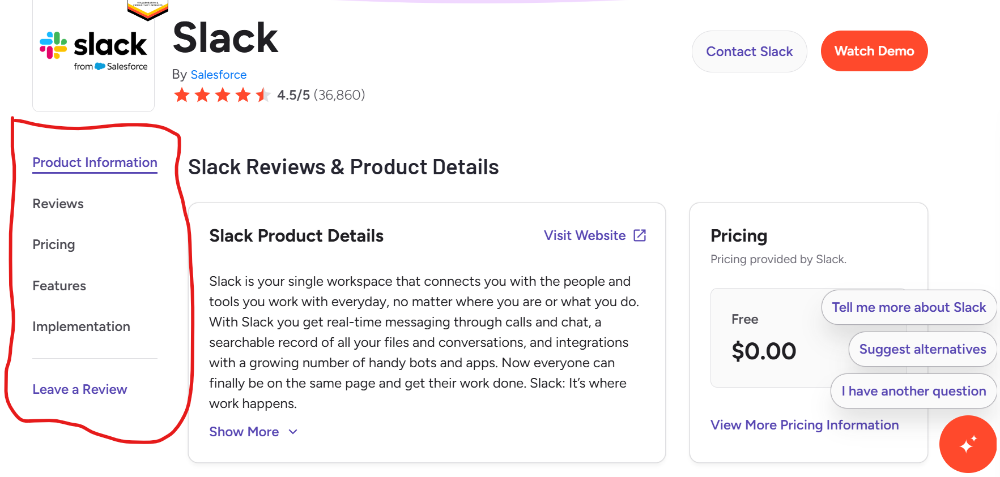 COLLABORATION &
PRODUCTIVITY PRODUCTS
slack
from Salesforce
Slack
By Salesforce
4.5/5 (36,860)
Contact Slack
Watch Demo
Product Information
Reviews
Pricing
Features
Implementation
Leave a Review
Slack Reviews & Product Details
Slack Product Details
Visit Website
Slack is your single workspace that connects you with the people and
tools you work with everyday, no matter where you are or what you do.
With Slack you get real-time messaging through calls and chat, a
searchable record of all your files and conversations, and integrations
with a growing number of handy bots and apps. Now everyone can
finally be on the same page and get their work done. Slack: It’s where
work happens.
Show More
Pricing
Pricing provided by Slack.
Free
$0.00
View More Pricing Information
Tell me more about Slack
Suggest alternatives
I have another question